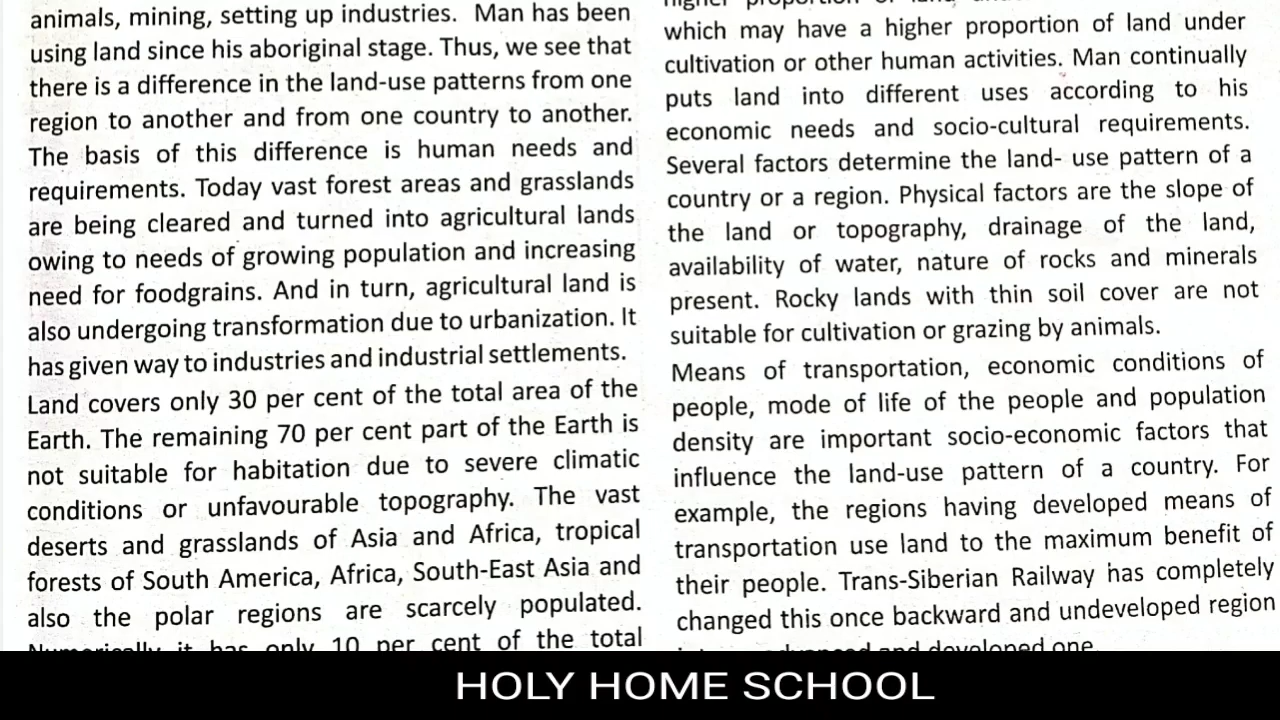 animals, mining, setting up industries. Man has been
using land since his aboriginal stage. Thus, we see that
there is a difference in the land-use patterns from one
region to another and from one country to another.
The basis of this difference is human needs and
requirements. Today vast forest areas and grasslands
are being cleared and turned into agricultural lands
owing to needs of growing population and increasing
need for foodgrains. And in turn, agricultural land is
also undergoing transformation due to urbanization. It
has given way to industries and industrial settlements.
Land covers only 30 per cent of the total area of the
Earth. The remaining 70 per cent part of the Earth is
not suitable for habitation due to severe climatic
conditions or unfavourable topography. The vast
deserts and grasslands of Asia and Africa, tropical
forests of South America, Africa, South-East Asia and
also the polar regions are scarcely populated.
Numerically it has only 10 per cent of the total
which may have a higher proportion of land under
cultivation or other human activities. Man continually
puts land into different uses according to his
economic needs and socio-cultural requirements.
Several factors determine the land- use pattern of a
country or a region. Physical factors are the slope of
the land or topography, drainage of the land,
availability of water, nature of rocks and minerals
present. Rocky lands with thin soil cover are not
suitable for cultivation or grazing by animals.
Means of transportation, economic conditions of
people, mode of life of the people and population
density are important socio-economic factors that
influence the land-use pattern of a country. For
example, the regions having developed means of
transportation use land to the maximum benefit of
their people. Trans-Siberian Railway has completely
changed this once backward and undeveloped region
and developed one.
HOLY HOME SCHOOL